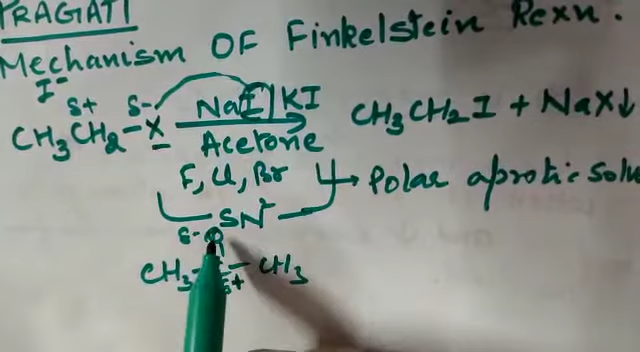 PRAGATI
Mechanism OF Finkelstein Rexn.
I⁻
δ+ δ-
CH3CH2-X NaI/KI CH3CH2I + NaX↓
Acetone
F, Cl, Br → Polar aprotic solv
SN2
δ- O
CH3 - C - CH3
δ+